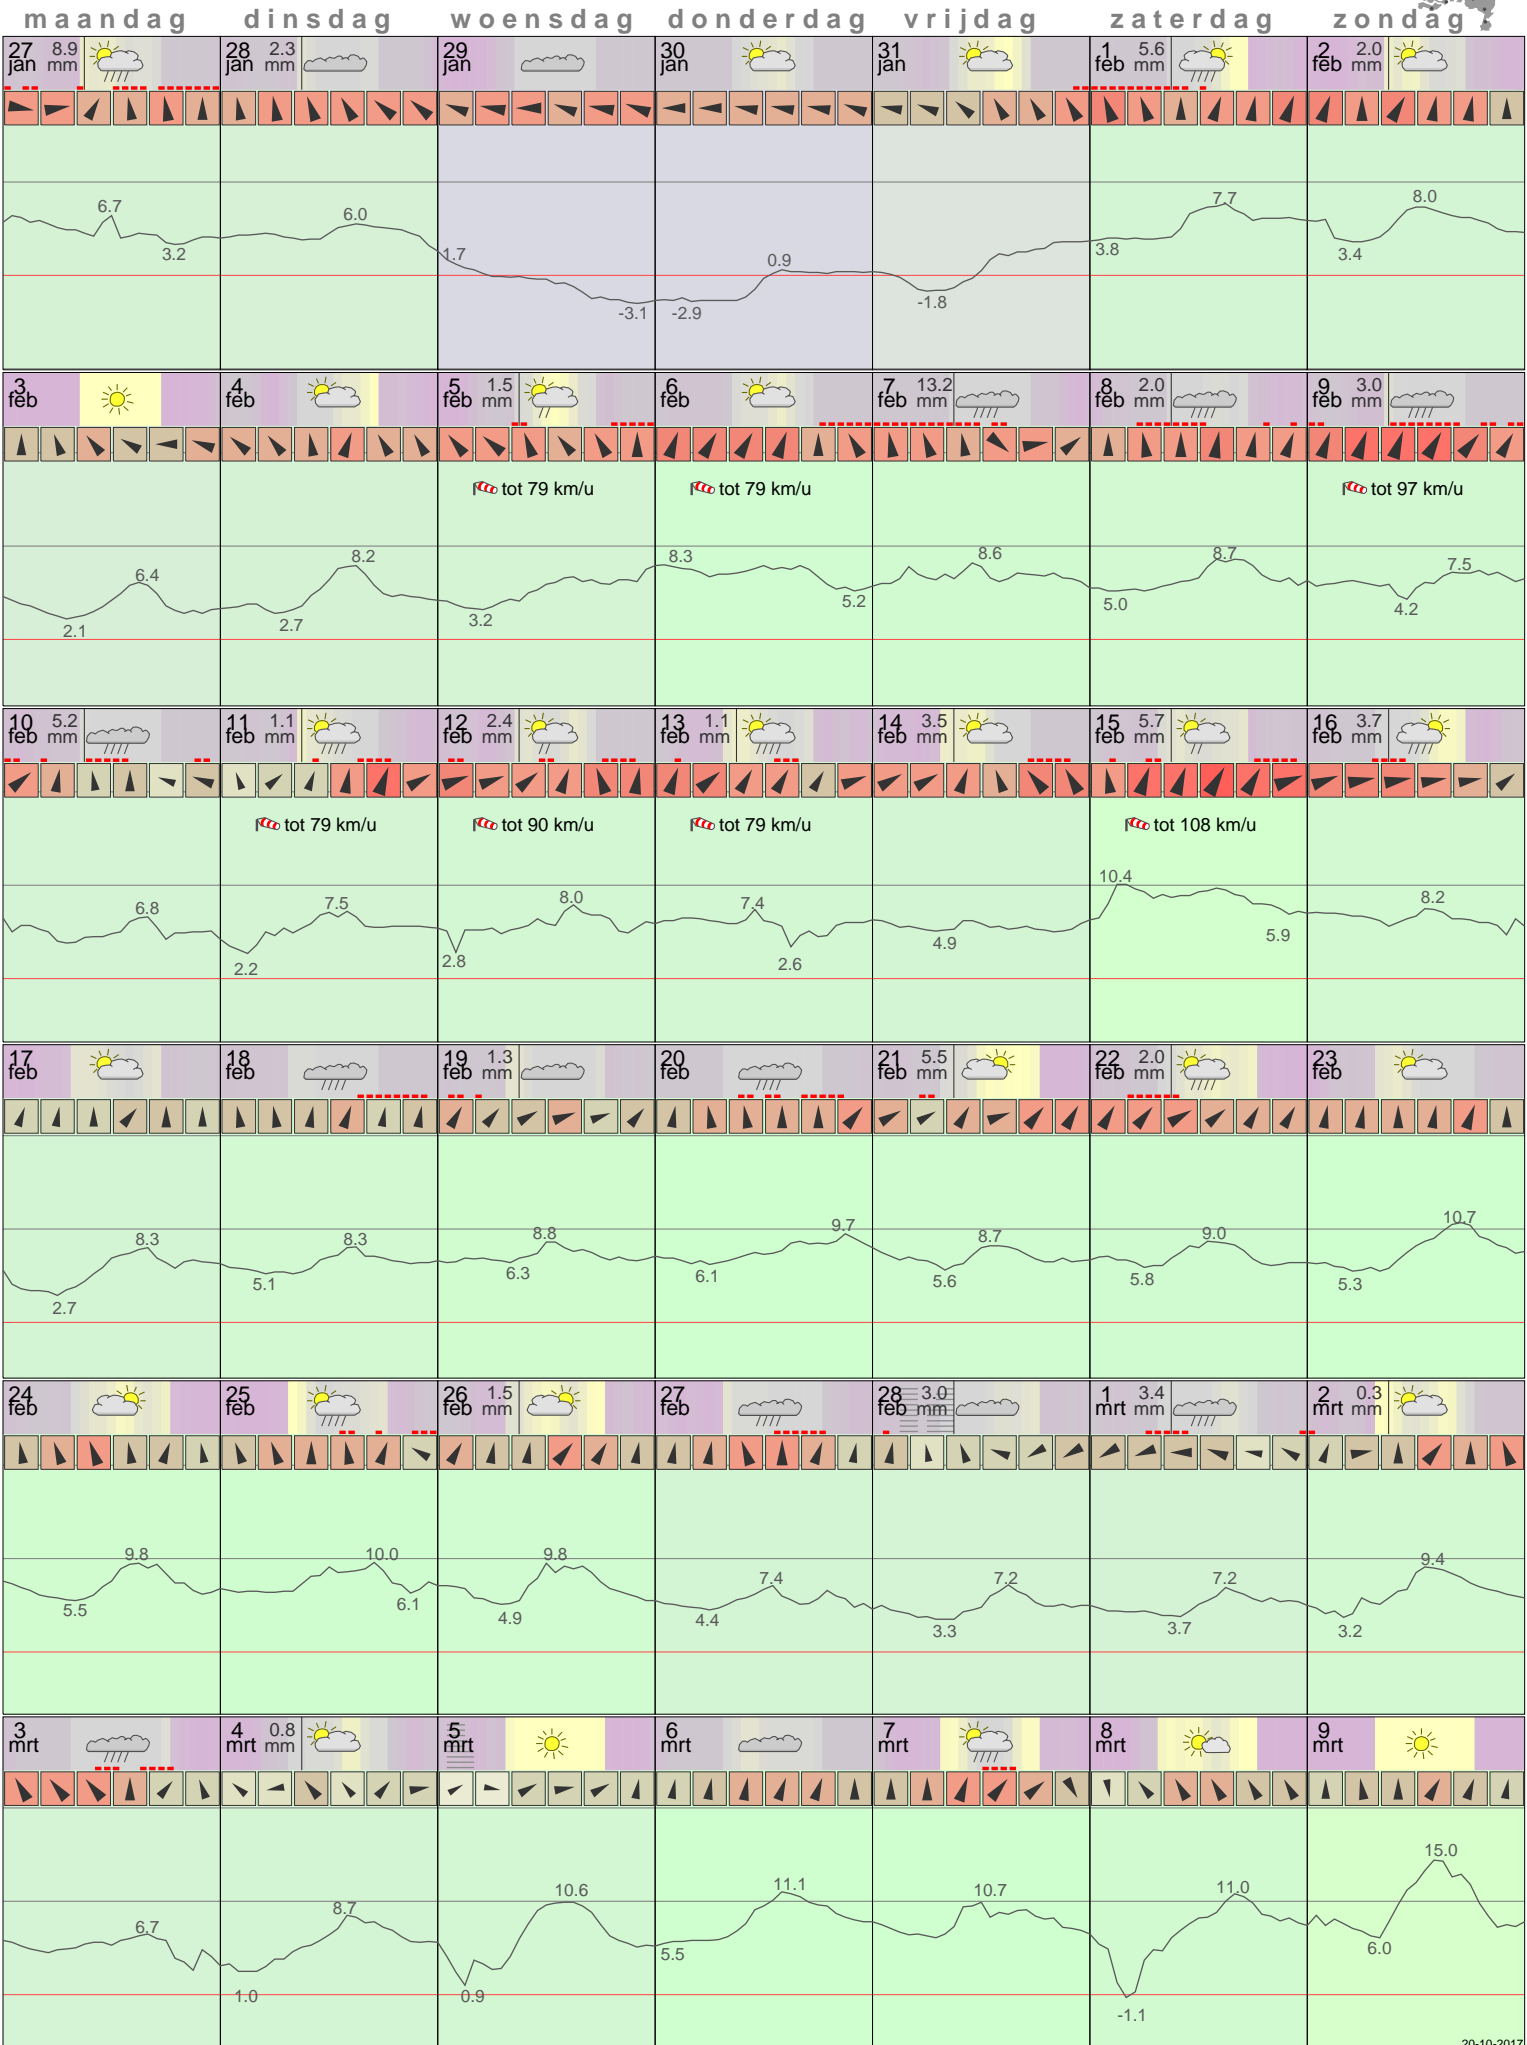 maandag dinsdag woensdag donderdag vrijdag zaterdag zondag
27 jan 8.9 mm 28 jan 2.3 mm 29 jan 30 jan 31 jan 1 feb 5.6 mm 2 feb 2.0 mm
6.7 3.2 6.0 1.7 -3.1 -2.9 0.9 -1.8 3.8 7.7 3.4 8.0
3 feb 4 feb 5 feb 1.5 mm 6 feb 7 feb 13.2 mm 8 feb 2.0 mm 9 feb 3.0 mm
tot 79 km/u tot 79 km/u tot 97 km/u
2.1 6.4 2.7 8.2 3.2 8.3 5.2 8.6 5.0 8.7 4.2 7.5
10 feb 5.2 mm 11 feb 1.1 mm 12 feb 2.4 mm 13 feb 1.1 mm 14 feb 3.5 mm 15 feb 5.7 mm 16 feb 3.7 mm
tot 79 km/u tot 90 km/u tot 79 km/u tot 108 km/u
6.8 2.2 7.5 2.8 8.0 7.4 2.6 4.9 10.4 5.9 8.2
17 feb 18 feb 19 feb 1.3 mm 20 feb 21 feb 5.5 mm 22 feb 2.0 mm 23 feb
2.7 8.3 5.1 8.3 6.3 8.8 6.1 9.7 5.6 8.7 5.8 9.0 5.3 10.7
24 feb 25 feb 26 feb 1.5 mm 27 feb 28 feb 3.0 mm 1 mrt 3.4 mm 2 mrt 0.3 mm
5.5 9.8 10.0 6.1 4.9 9.8 4.4 7.4 3.3 7.2 3.7 7.2 3.2 9.4
3 mrt 4 mrt 0.8 mm 5 mrt 6 mrt 7 mrt 8 mrt 9 mrt
6.7 1.0 8.7 0.9 10.6 5.5 11.1 10.7 -1.1 11.0 6.0 15.0
20-10-2017